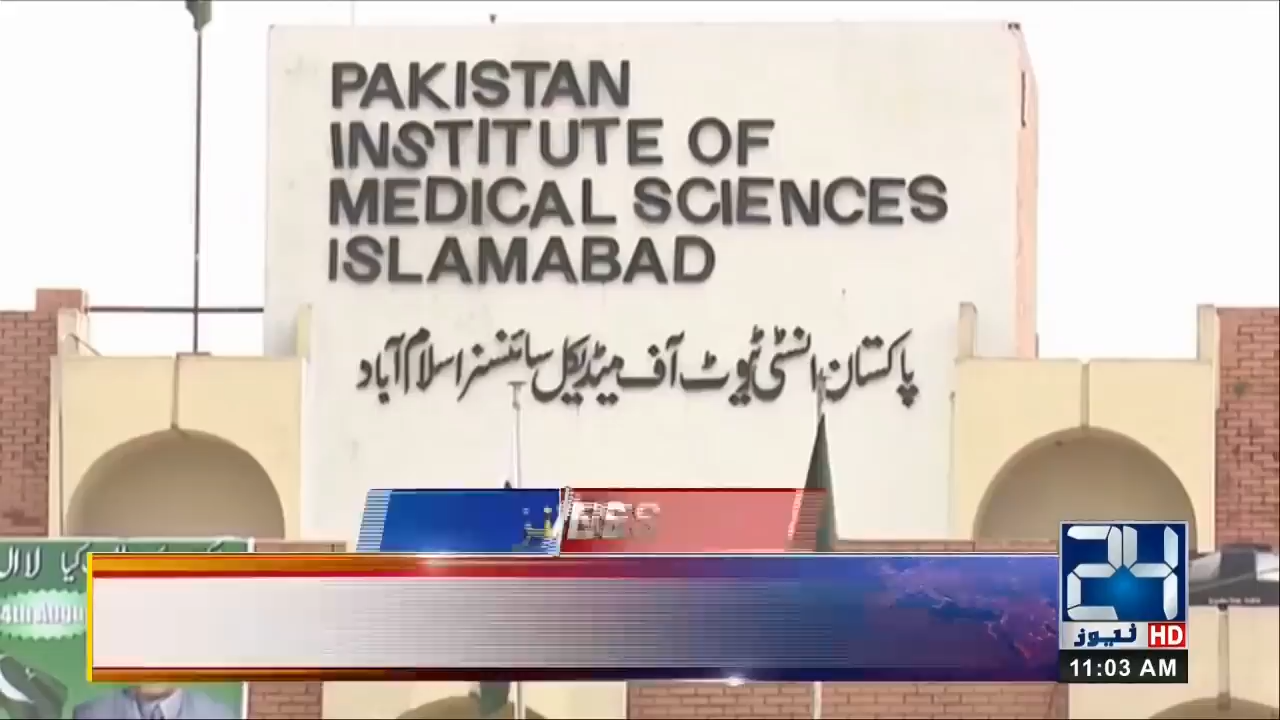 PAKISTAN
INSTITUTE OF
MEDICAL SCIENCES
ISLAMABAD
پاکستان انسٹی ٹیوٹ آف میڈیکل سائنسز اسلام آباد
24
نیوز HD
11:03 AM